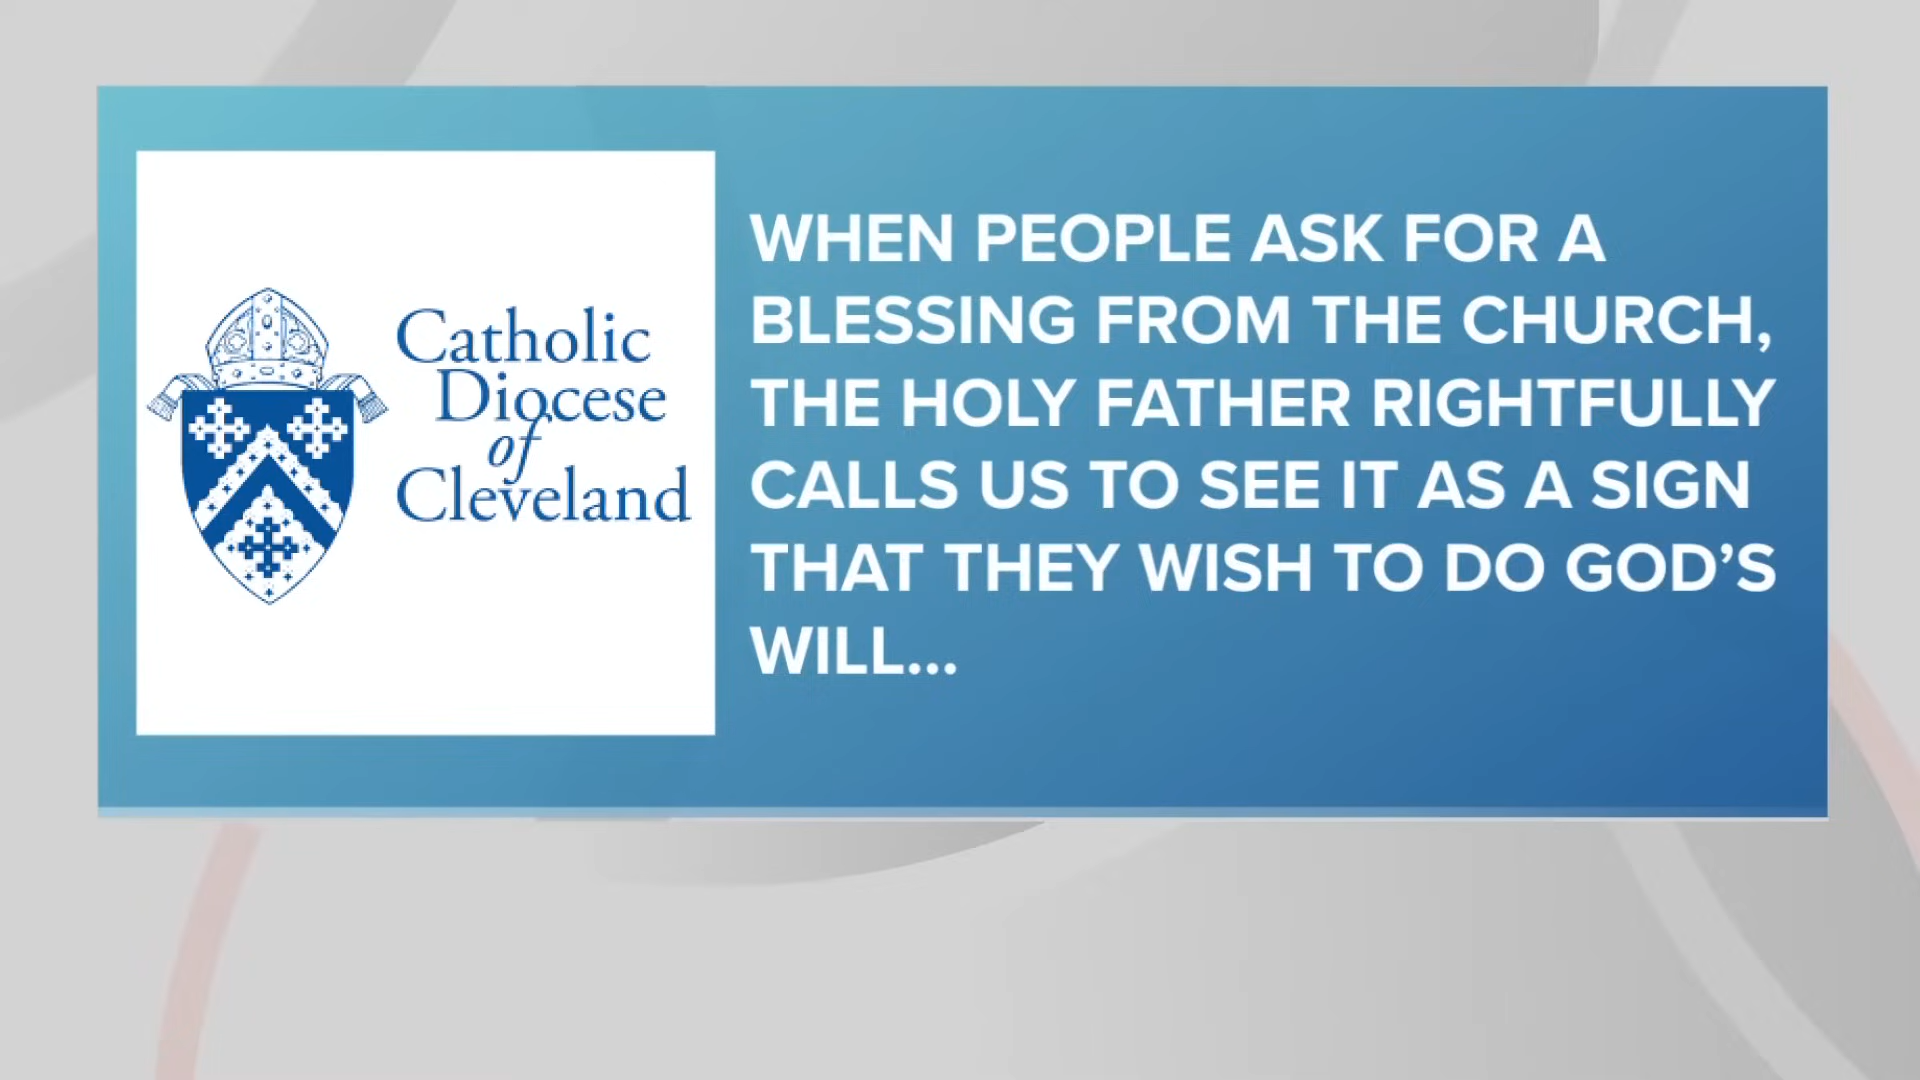 Catholic
Diocese
of
Cleveland
WHEN PEOPLE ASK FOR A
BLESSING FROM THE CHURCH,
THE HOLY FATHER RIGHTFULLY
CALLS US TO SEE IT AS A SIGN
THAT THEY WISH TO DO GOD’S
WILL...